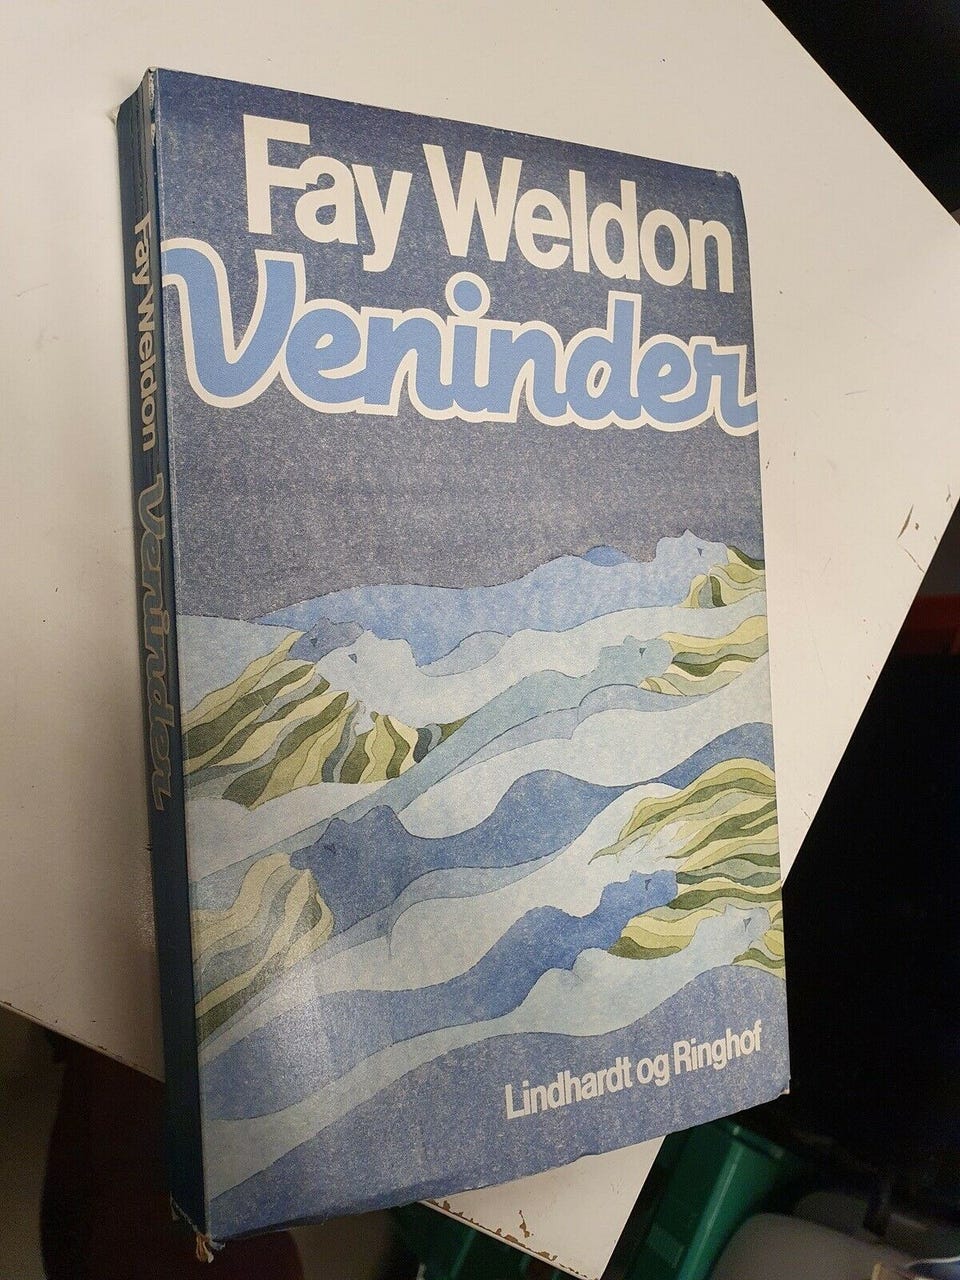 Fay Weldon
Veninder
Lindhardt og Ringhof
Fay Weldon Veninder